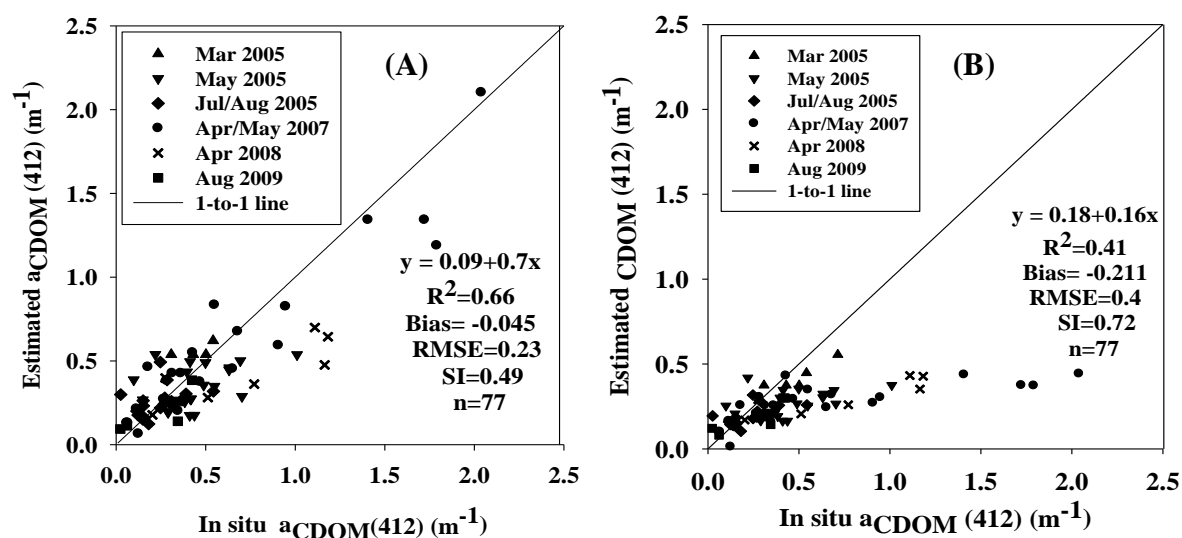 2.5
2.0
1.5
1.0
0.5
0.0
Estimated aCDOM(412) (m-1)
Mar 2005
May 2005
Jul/Aug 2005
Apr/May 2007
Apr 2008
Aug 2009
1-to-1 line
(A)
y = 0.09+0.7x
R2=0.66
Bias= -0.045
RMSE=0.23
SI=0.49
n=77
0.0 0.5 1.0 1.5 2.0 2.5
In situ aCDOM(412) (m-1)
2.5
2.0
1.5
1.0
0.5
0.0
Estimated CDOM(412) (m-1)
Mar 2005
May 2005
Jul/Aug 2005
Apr/May 2007
Apr 2008
Aug 2009
1-to-1 line
(B)
y = 0.18+0.16x
R2=0.41
Bias= -0.211
RMSE=0.4
SI=0.72
n=77
0.0 0.5 1.0 1.5 2.0 2.5
In situ aCDOM(412) (m-1)